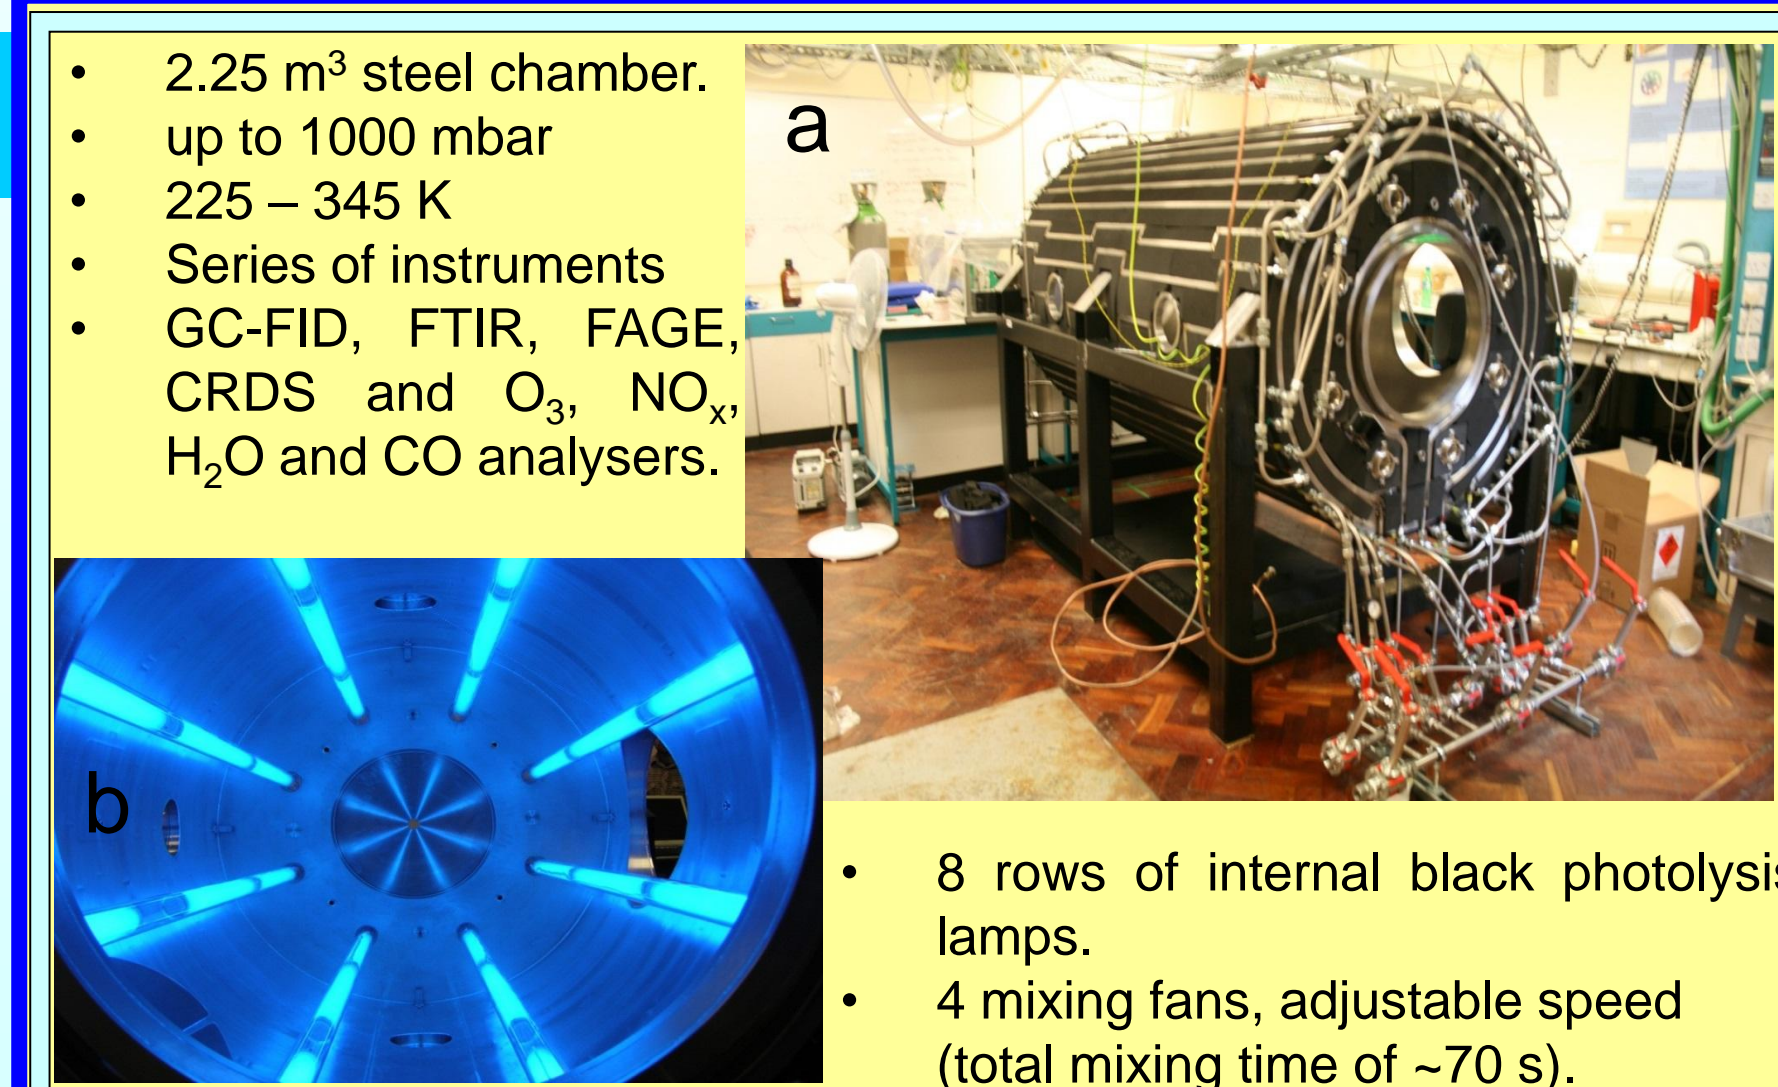 • 2.25 m³ steel chamber.
• up to 1000 mbar
• 225 – 345 K
• Series of instruments
• GC-FID, FTIR, FAGE,
CRDS and O₃, NOₓ,
H₂O and CO analysers.
a
b
• 8 rows of internal black photolysis
lamps.
• 4 mixing fans, adjustable speed
(total mixing time of ~70 s).